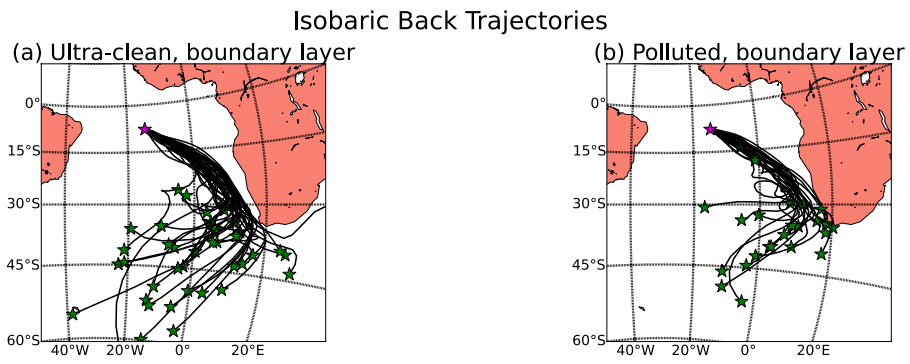 Isobaric Back Trajectories
(a) Ultra-clean, boundary layer
(b) Polluted, boundary layer
0°
15°S
30°S
45°S
60°S
40°W
20°W
0°
20°E
0°
15°S
30°S
45°S
60°S
40°W
20°W
0°
20°E